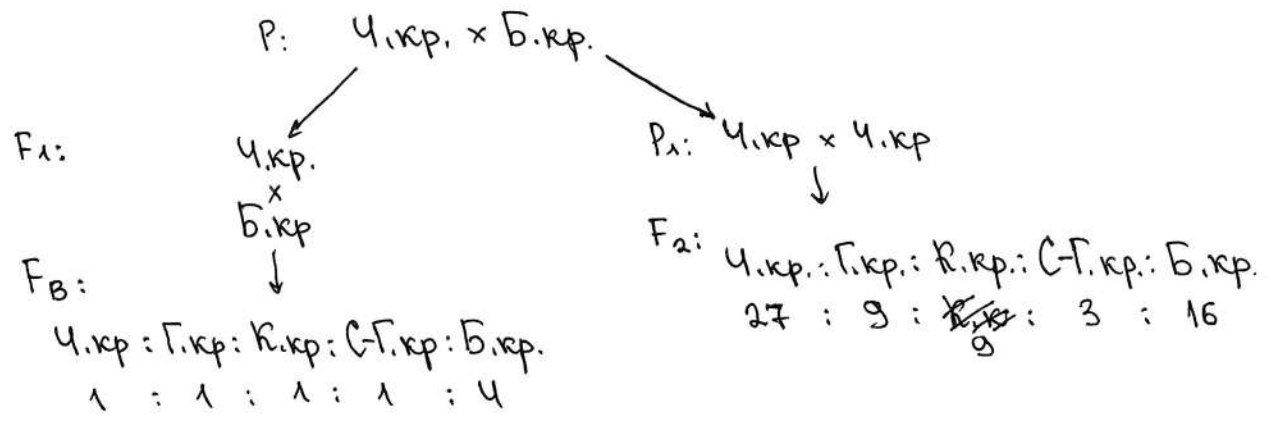 P: Ч.кр. × Б.кр.
F1: Ч.кр.
×
Б.кр
FB:
Ч.кр : Г.кр : К.кр : С-Г.кр : Б.кр.
1 : 1 : 1 : 1 : 4
P1: Ч.кр × Ч.кр
F2: Ч.кр. : Г.кр. : К.кр. : С-Г.кр. : Б.кр.
27 : 9 : 9 : 3 : 16